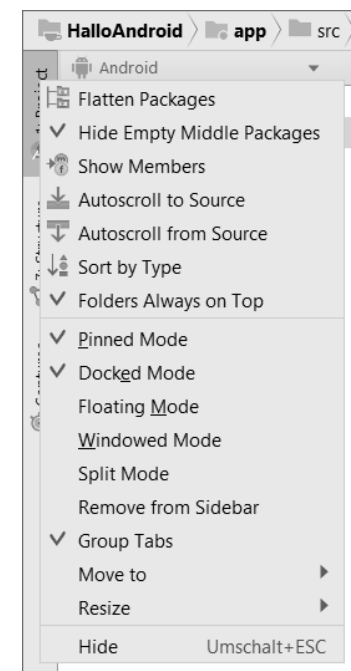 HalloAndroid app src
Android
Flatten Packages
Hide Empty Middle Packages
Show Members
Autoscroll to Source
Autoscroll from Source
Sort by Type
Folders Always on Top
Pinned Mode
Docked Mode
Floating Mode
Windowed Mode
Split Mode
Remove from Sidebar
Group Tabs
Move to
Resize
Hide Umschalt+ESC